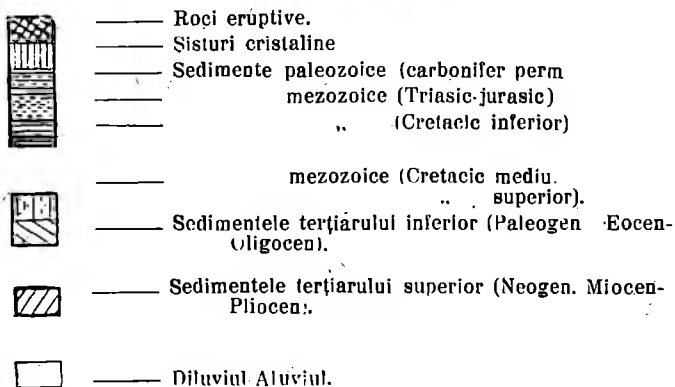 Roci eruptive.
Sisturi cristaline
Sedimente paleozoice (carbonifer perm
mezozoice (Triasic-jurasic)
„ (Cretacic inferior)
mezozoice (Cretacic mediu.
„ superior).
Sedimentele terțiarului inferior (Paleogen Eocen-
Oligocen).
Sedimentele terțiarului superior (Neogen. Miocen-
Pliocen).
Diluviul Aluviul.